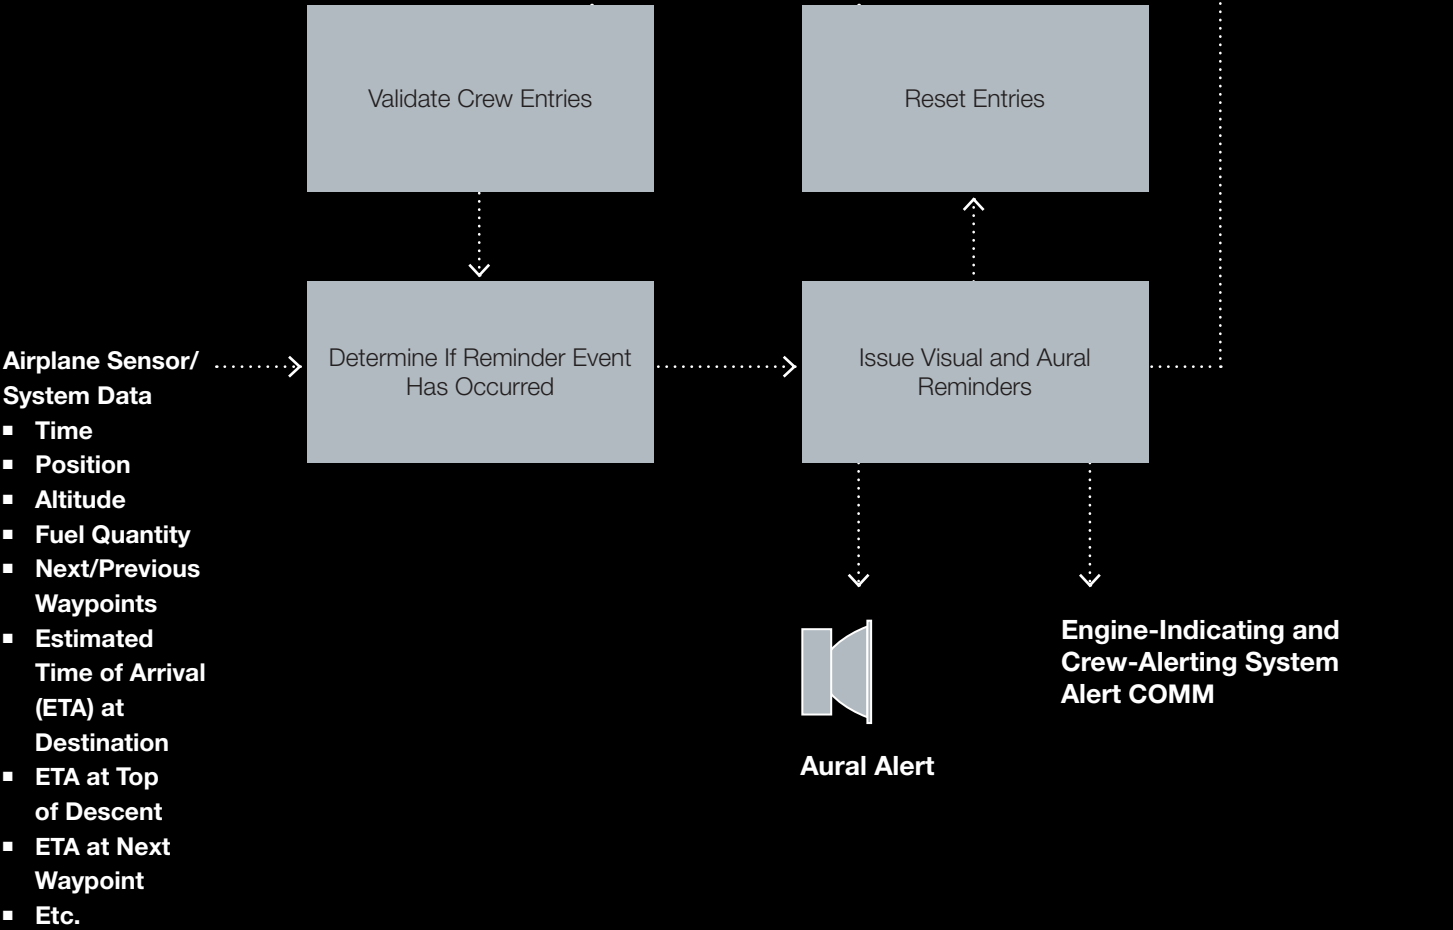 Validate Crew Entries
Reset Entries
Determine If Reminder Event
Has Occurred
Issue Visual and Aural
Reminders
Airplane Sensor/
System Data
▪ Time
▪ Position
▪ Altitude
▪ Fuel Quantity
▪ Next/Previous
Waypoints
▪ Estimated
Time of Arrival
(ETA) at
Destination
▪ ETA at Top
of Descent
▪ ETA at Next
Waypoint
▪ Etc.
Aural Alert
Engine-Indicating and
Crew-Alerting System
Alert COMM